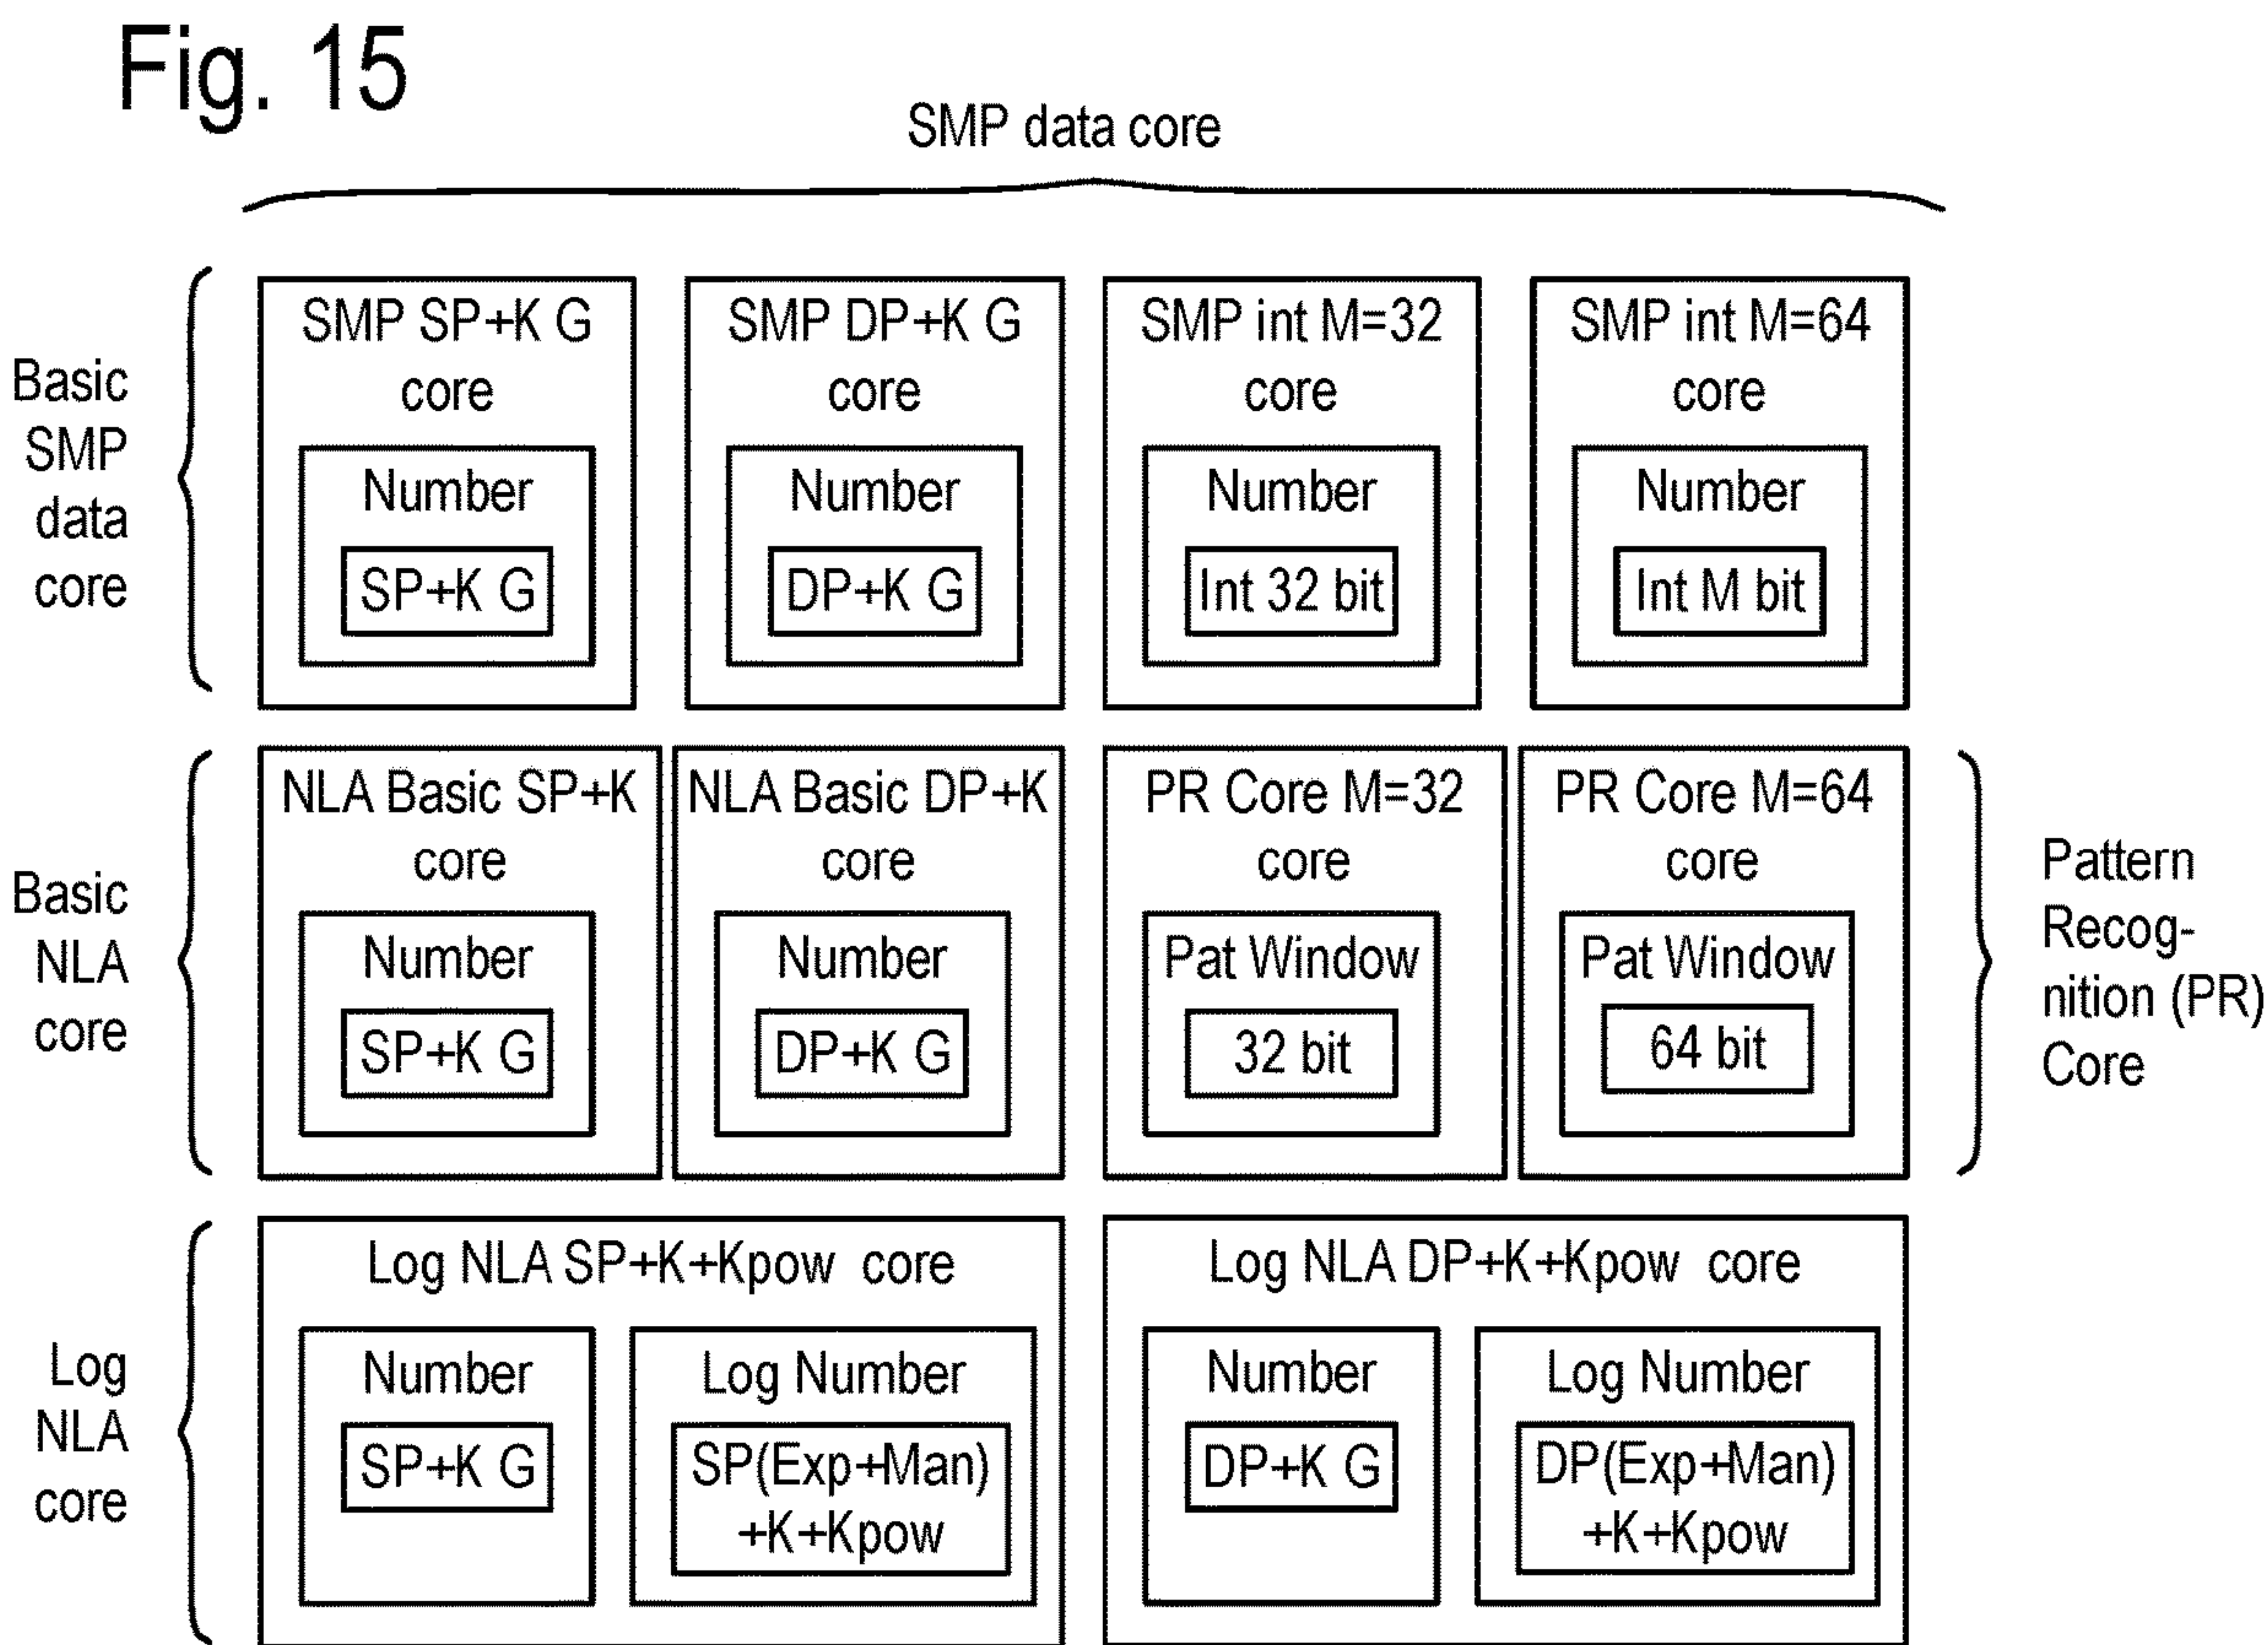 Fig. 15
SMP data core
Basic
SMP
data
core
SMP SP+K G
core
Number
SP+K G
SMP DP+K G
core
Number
DP+K G
SMP int M=32
core
Number
Int 32 bit
SMP int M=64
core
Number
Int M bit
Basic
NLA
core
NLA Basic SP+K
core
Number
SP+K G
NLA Basic DP+K
core
Number
DP+K G
PR Core M=32
core
Pat Window
32 bit
PR Core M=64
core
Pat Window
64 bit
Pattern
Recog-
nition (PR)
Core
Log
NLA
core
Log NLA SP+K+Kpow core
Number
SP+K G
Log Number
SP(Exp+Man)
+K+Kpow
Log NLA DP+K+Kpow core
Number
DP+K G
Log Number
DP(Exp+Man)
+K+Kpow